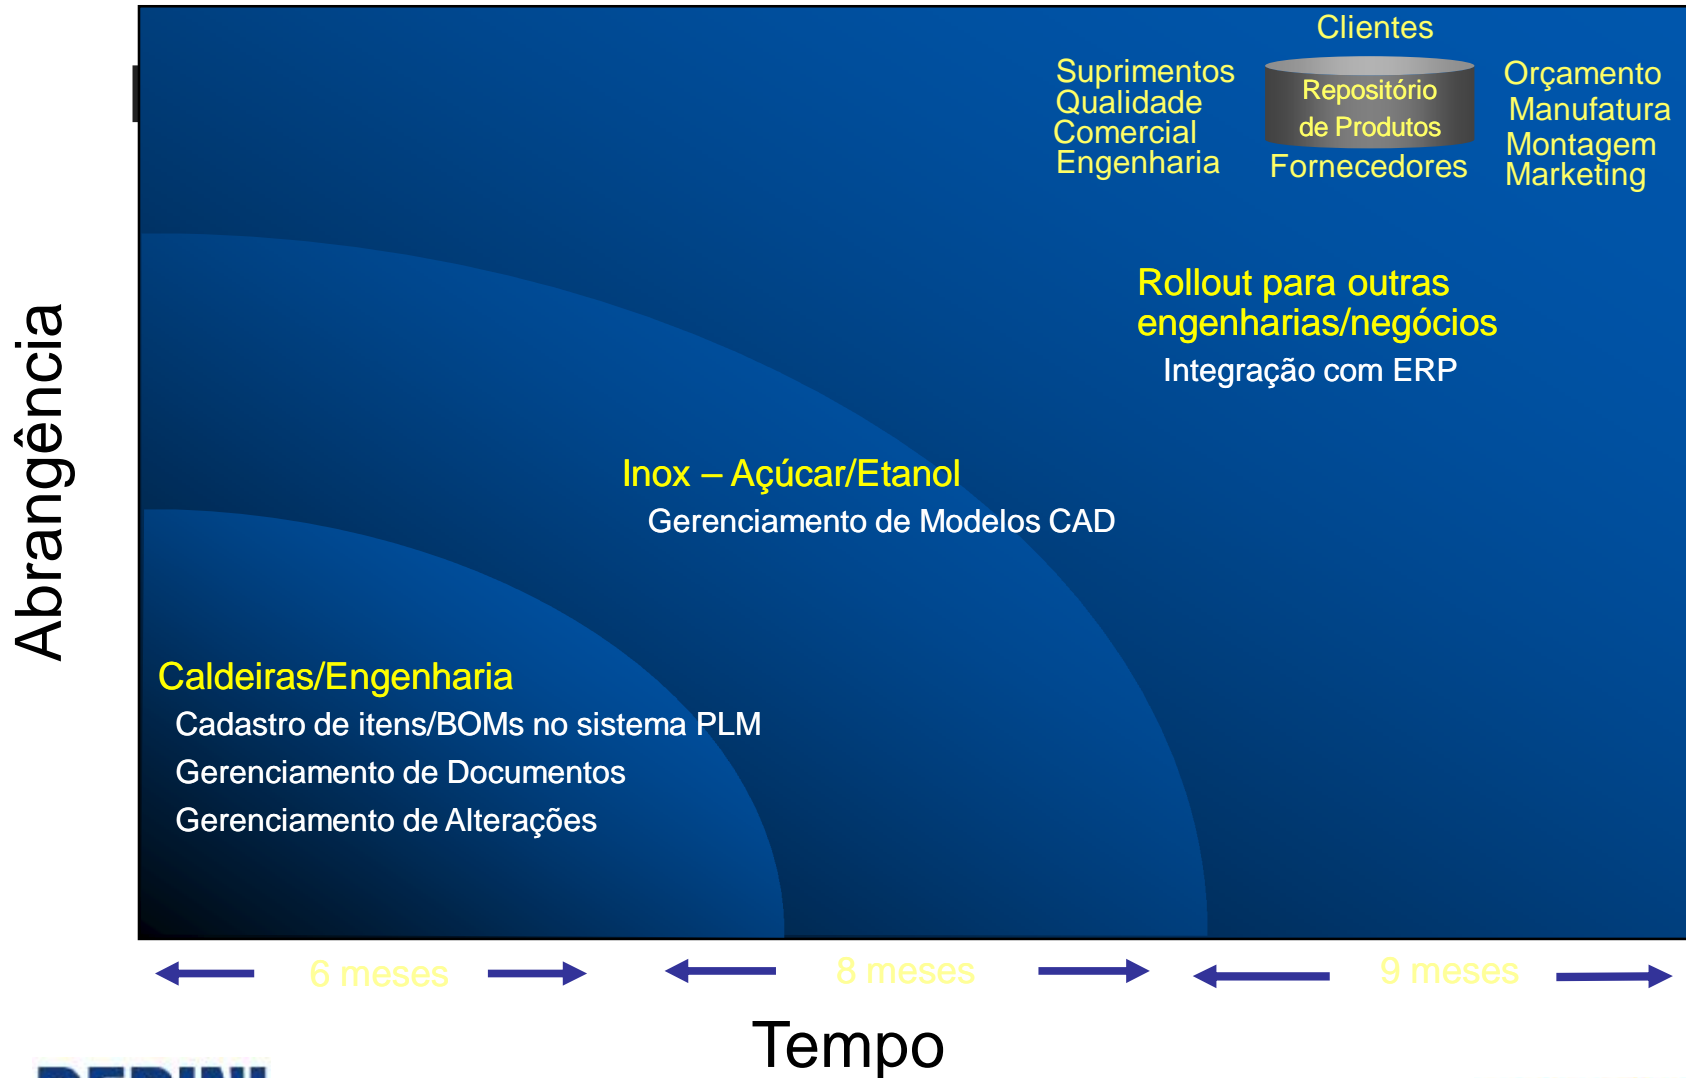 Clientes
Suprimentos
Qualidade
Comercial
Engenharia
Repositório
de Produtos
Fornecedores
Orçamento
Manufatura
Montagem
Marketing
Rollout para outras
engenharias/negócios
Integração com ERP
Inox – Açúcar/Etanol
Gerenciamento de Modelos CAD
Caldeiras/Engenharia
Cadastro de itens/BOMs no sistema PLM
Gerenciamento de Documentos
Gerenciamento de Alterações
Abrangência
6 meses
8 meses
9 meses
Tempo